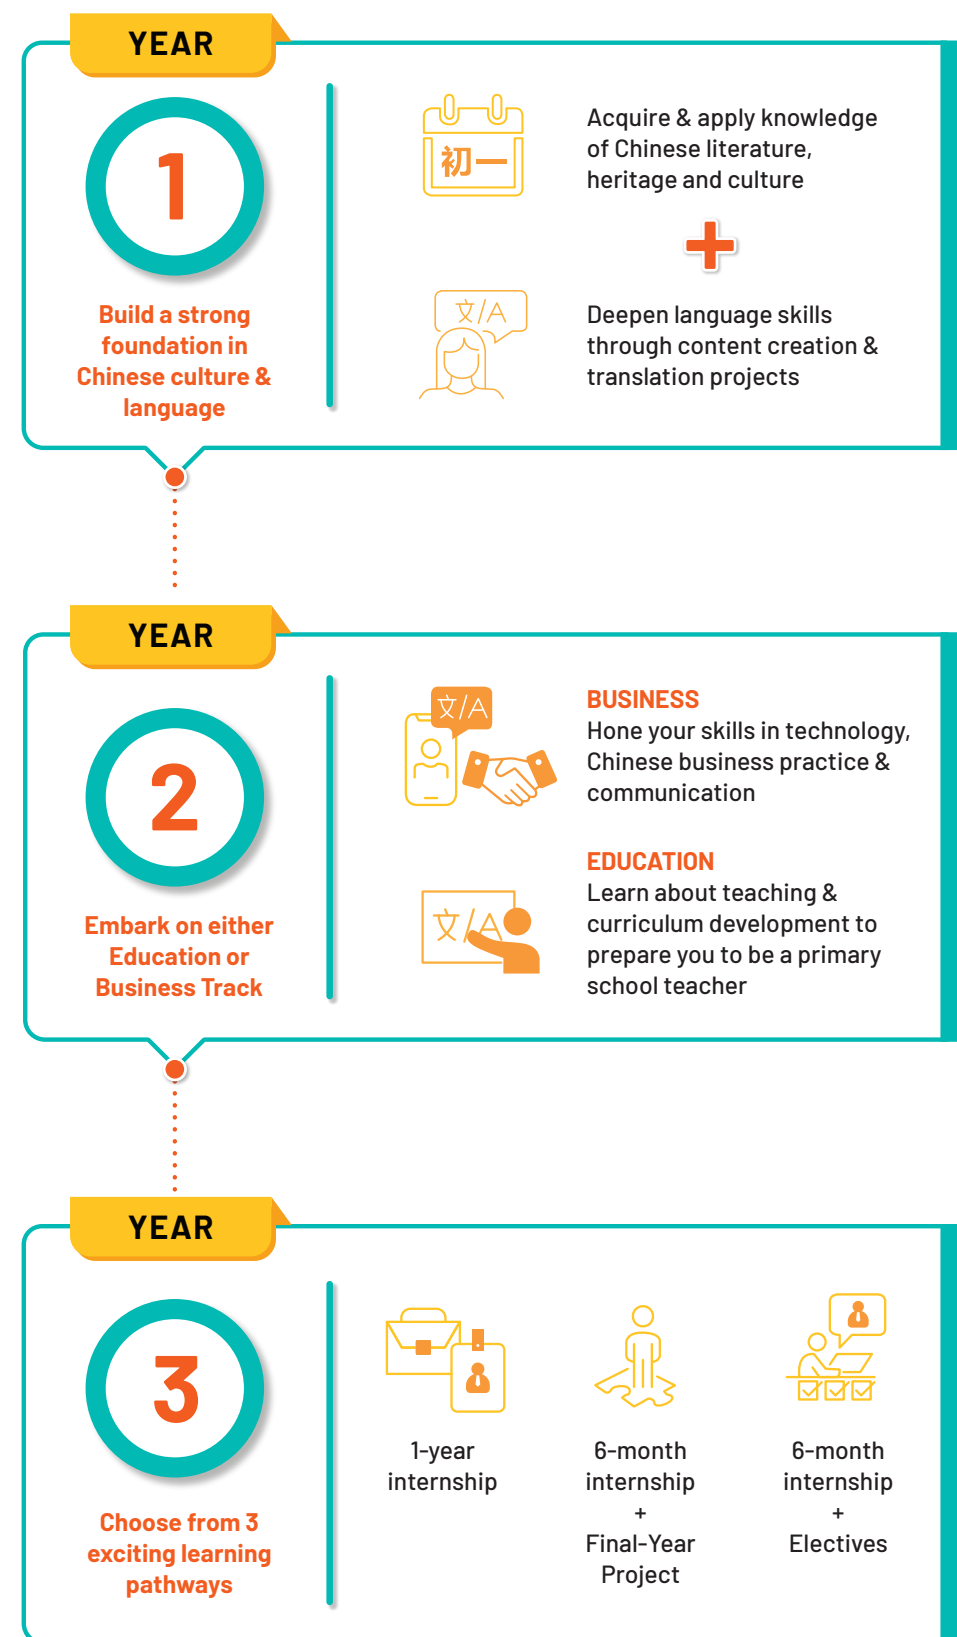 YEAR
1
Build a strong
foundation in
Chinese culture &
language
初一
Acquire & apply knowledge
of Chinese literature,
heritage and culture
文/A
Deepen language skills
through content creation &
translation projects
YEAR
2
Embark on either
Education or
Business Track
文/A
BUSINESS
Hone your skills in technology,
Chinese business practice &
communication
文/A
EDUCATION
Learn about teaching &
curriculum development to
prepare you to be a primary
school teacher
YEAR
3
Choose from 3
exciting learning
pathways
1-year
internship
6-month
internship
+
Final-Year
Project
6-month
internship
+
Electives